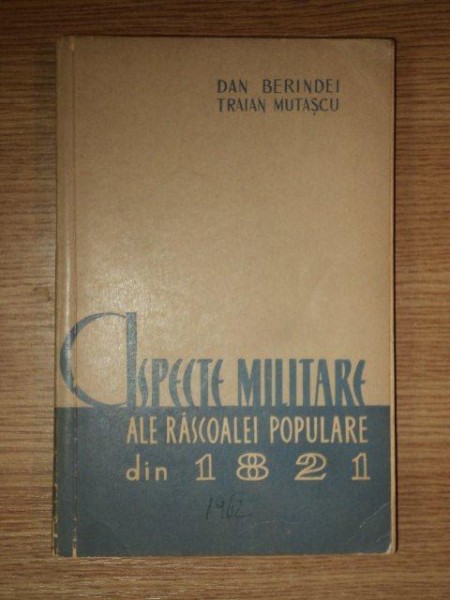 DAN BERINDEI
TRAIAN MUTAȘCU
ASPECTE MILITARE
ALE RĂSCOALEI POPULARE
din 1821
1962